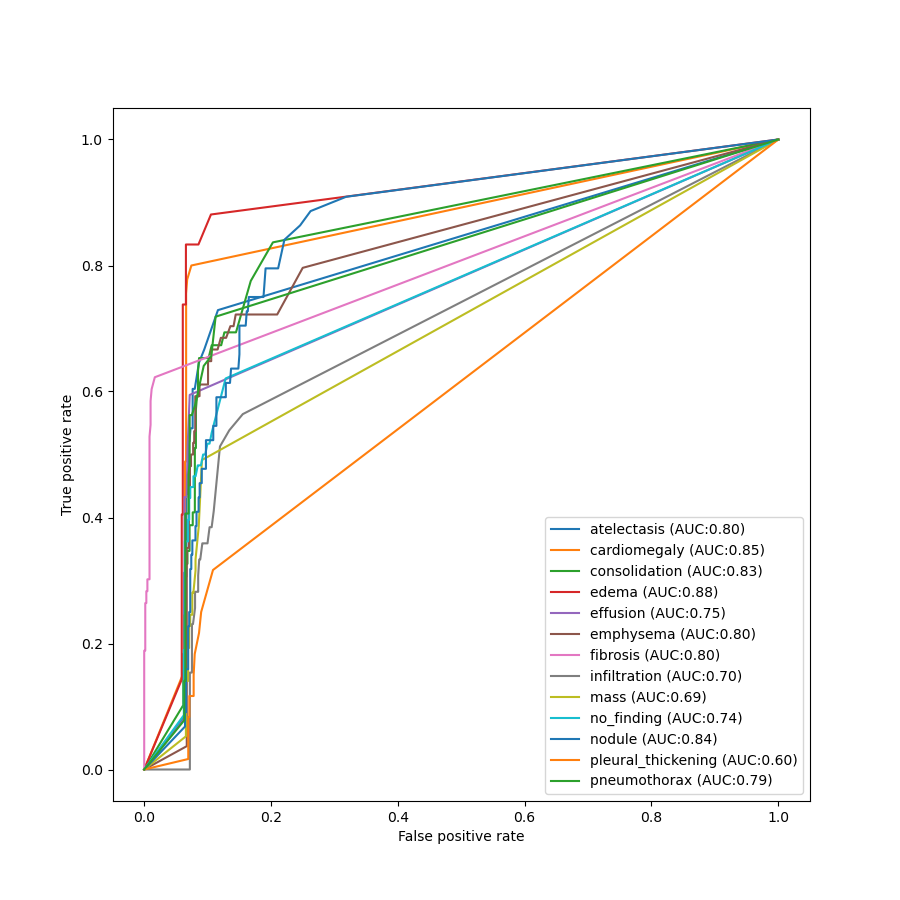 1.0
0.8
0.6
0.4
0.2
0.0
True positive rate
atelectasis (AUC:0.80)
cardiomegaly (AUC:0.85)
consolidation (AUC:0.83)
edema (AUC:0.88)
effusion (AUC:0.75)
emphysema (AUC:0.80)
fibrosis (AUC:0.80)
infiltration (AUC:0.70)
mass (AUC:0.69)
no_finding (AUC:0.74)
nodule (AUC:0.84)
pleural_thickening (AUC:0.60)
pneumothorax (AUC:0.79)
0.0 0.2 0.4 0.6 0.8 1.0
False positive rate